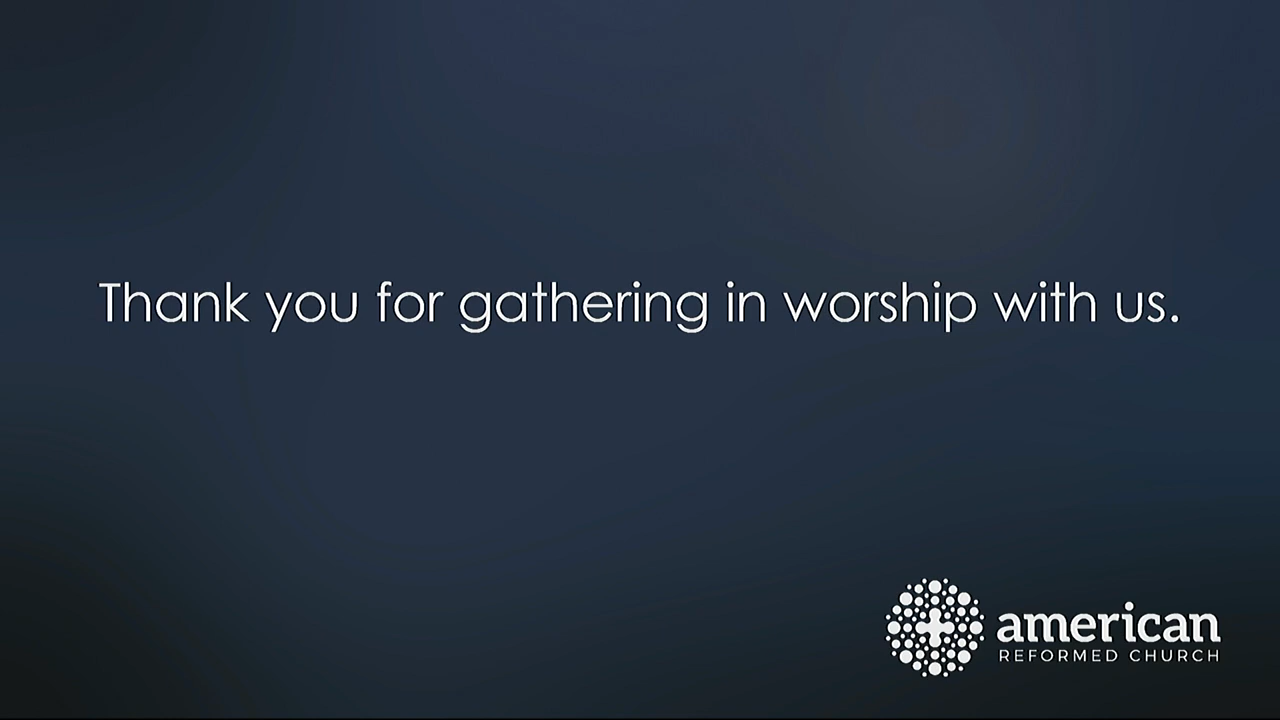 Thank you for gathering in worship with us.
american
REFORMED CHURCH